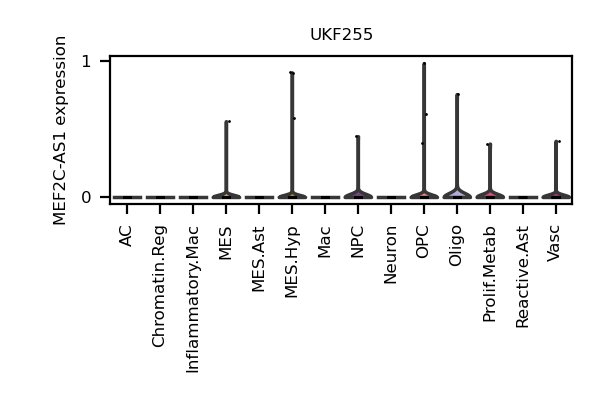 UKF255
MEF2C-AS1 expression
1
0
AC
Chromatin.Reg
Inflammatory.Mac
MES
MES.Ast
MES.Hyp
Mac
NPC
Neuron
OPC
Oligo
Prolif.Metab
Reactive.Ast
Vasc